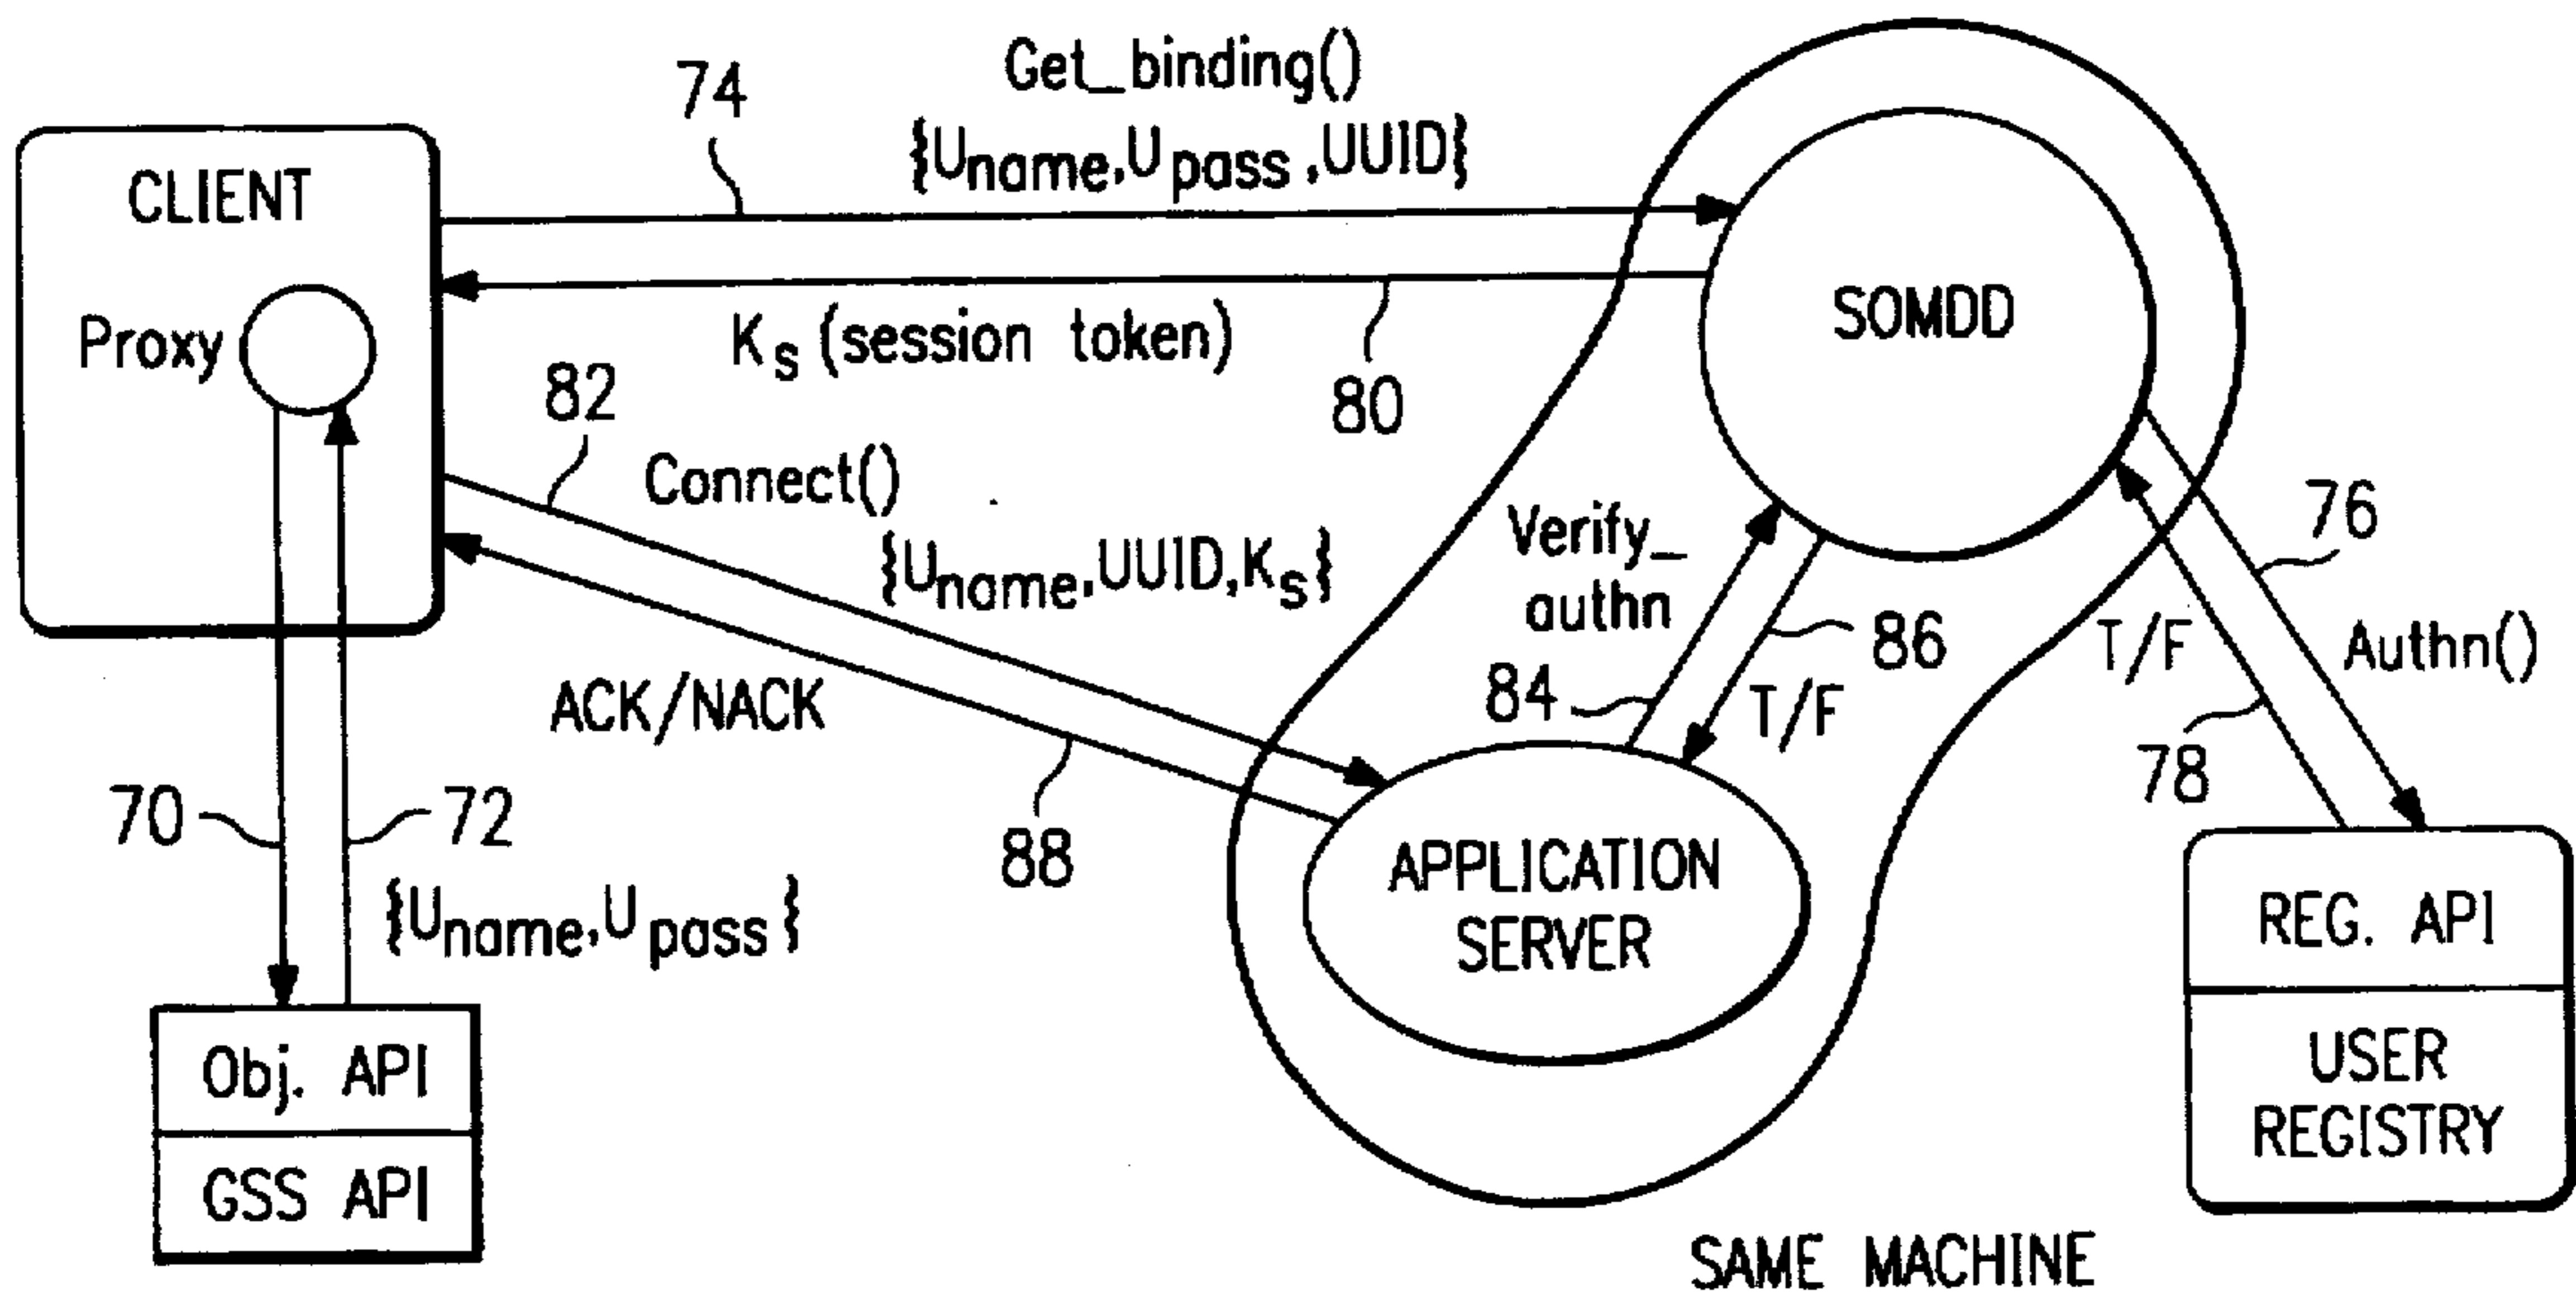 Get_binding()
74
{Uname,Upass,UUID}
CLIENT
SOMDD
Proxy
Ks (session token)
80
82
Connect()
{Uname,UUID,Ks}
Verify_
authn
76
T/F
Authn()
86
84
T/F
ACK/NACK
78
70
72
88
{Uname,Upass}
APPLICATION
SERVER
REG. API
USER
REGISTRY
Obj. API
GSS API
SAME MACHINE